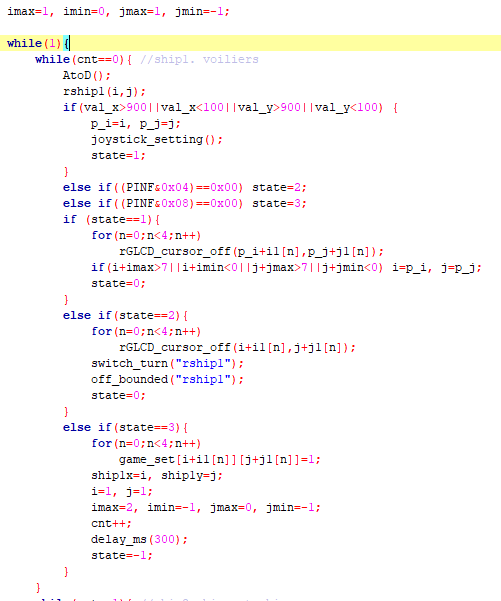 imax=1, imin=0, jmax=1, jmin=-1;
while(1){
while(cnt==0){ //ship1. voiliers
AtoD();
rship1(i,j);
if(val_x>900||val_x<100||val_y>900||val_y<100) {
p_i=i, p_j=j;
joystick_setting();
state=1;
}
else if((PINF&0x04)==0x00) state=2;
else if((PINF&0x08)==0x00) state=3;
if (state==1){
for(n=0;n<4;n++)
rGLCD_cursor_off(p_i+i1[n],p_j+j1[n]);
if(i+imax>7||i+imin<0||j+jmax>7||j+jmin<0) i=p_i, j=p_j;
state=0;
}
else if(state==2){
for(n=0;n<4;n++)
rGLCD_cursor_off(i+i1[n],j+j1[n]);
switch_turn("rship1");
off_bounded("rship1");
state=0;
}
else if(state==3){
for(n=0;n<4;n++)
game_set[i+i1[n]][j+j1[n]]=1;
ship1x=i, ship1y=j;
i=1, j=1;
imax=2, imin=-1, jmax=0, jmin=-1;
cnt++;
delay_ms(300);
state=-1;
}
}